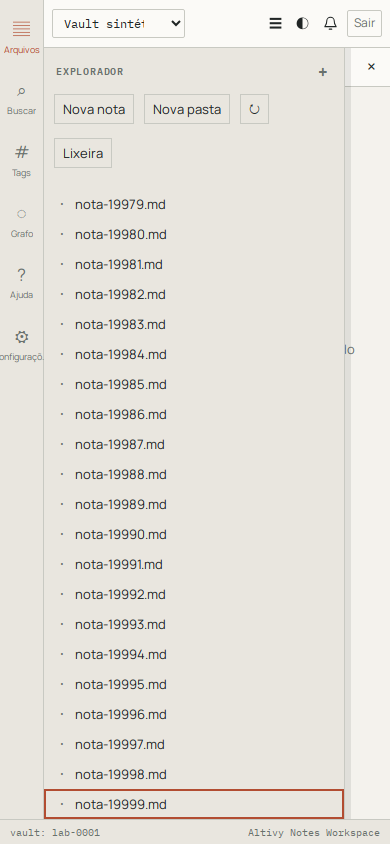 Vault sintét
Sair
Arquivos
Buscar
Tags
Grafo
Ajuda
onfiguraçõ
EXPLORADOR
+
×
Nova nota
Nova pasta
↻
Lixeira
lo
nota-19979.md
nota-19980.md
nota-19981.md
nota-19982.md
nota-19983.md
nota-19984.md
nota-19985.md
nota-19986.md
nota-19987.md
nota-19988.md
nota-19989.md
nota-19990.md
nota-19991.md
nota-19992.md
nota-19993.md
nota-19994.md
nota-19995.md
nota-19996.md
nota-19997.md
nota-19998.md
nota-19999.md
vault: lab-0001
Altivy Notes Workspace